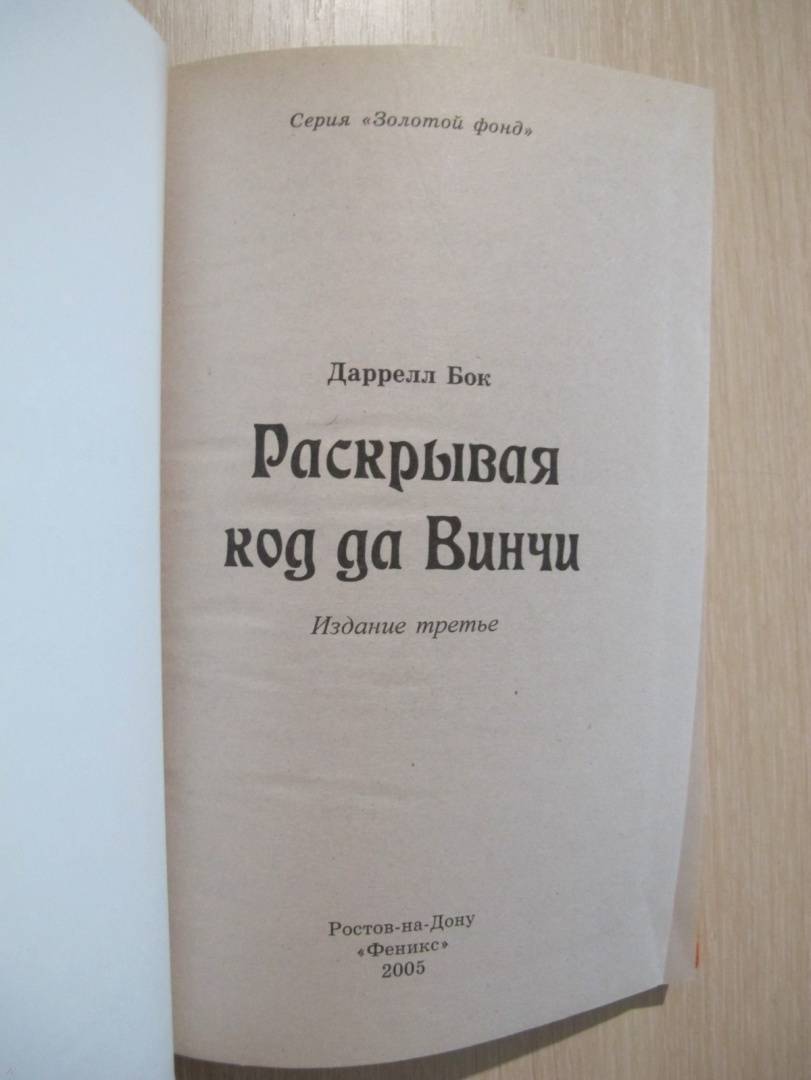 Серия «Золотой фонд»
Даррелл Бок
Раскрывая
код да Винчи
Издание третье
Ростов-на-Дону
«Феникс»
2005